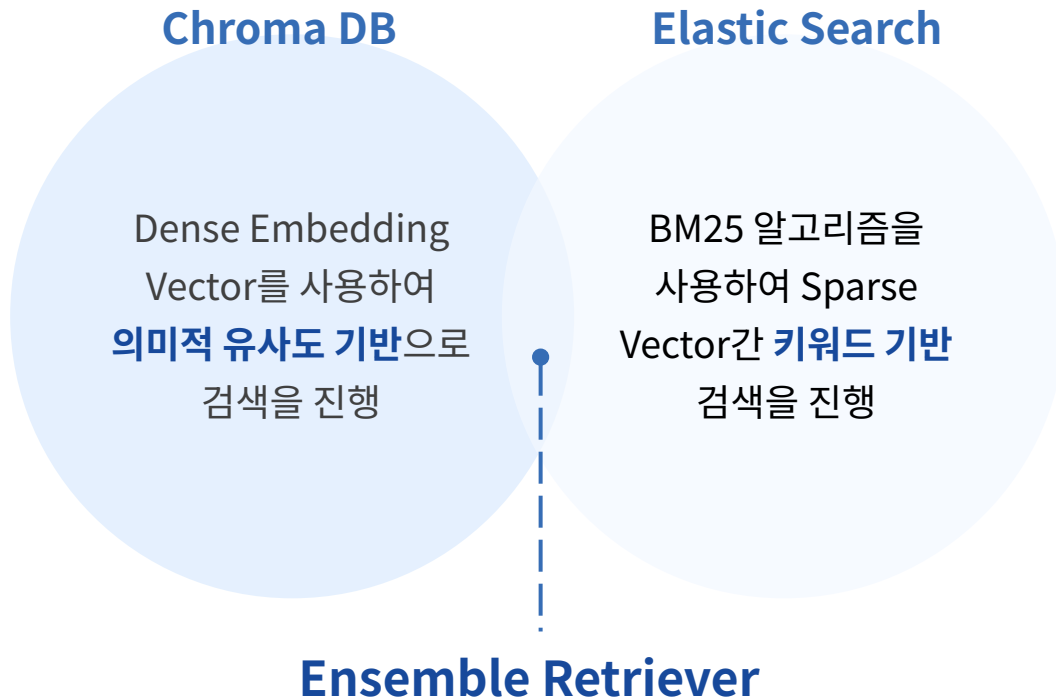 Chroma DB
Dense Embedding
Vector를 사용하여
의미적 유사도 기반으로
검색을 진행
Elastic Search
BM25 알고리즘을
사용하여 Sparse
Vector간 키워드 기반
검색을 진행
Ensemble Retriever